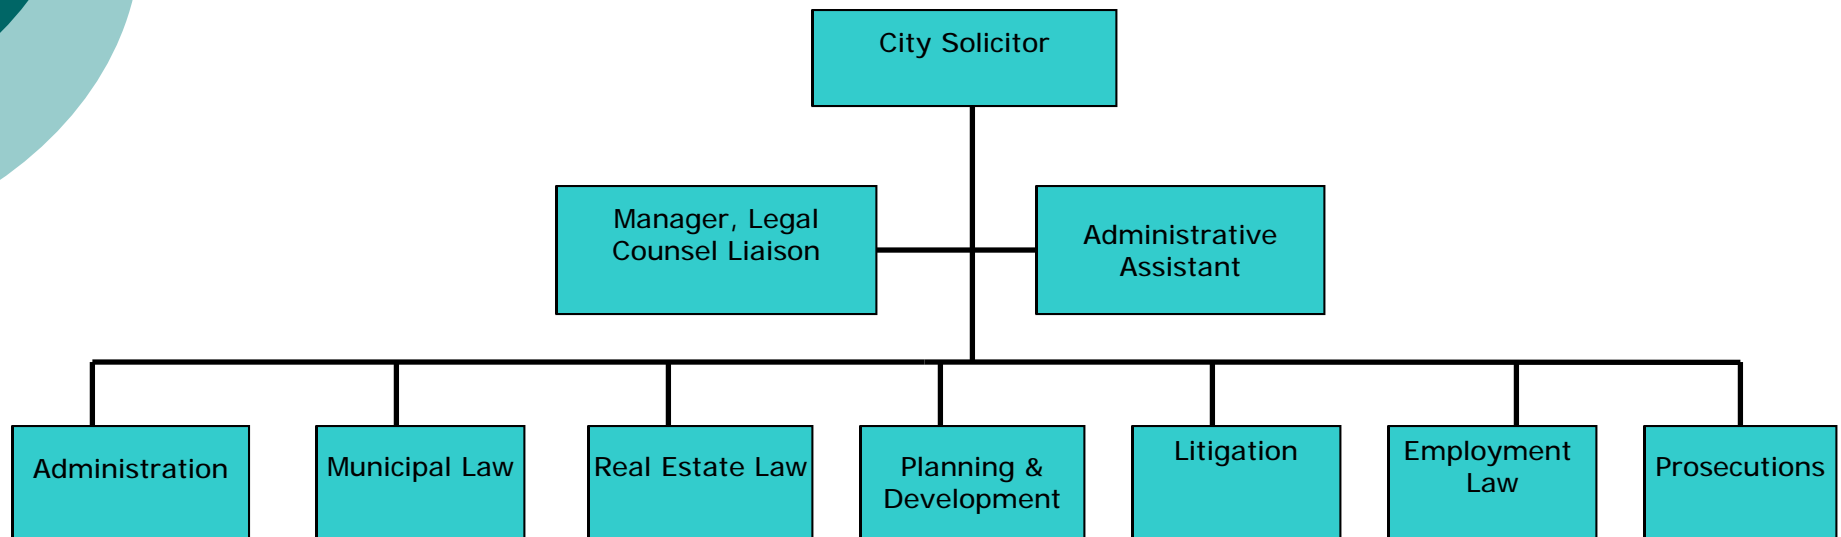 City Solicitor
Manager, Legal
Counsel Liaison
Administrative
Assistant
Administration
Municipal Law
Real Estate Law
Planning &
Development
Litigation
Employment
Law
Prosecutions